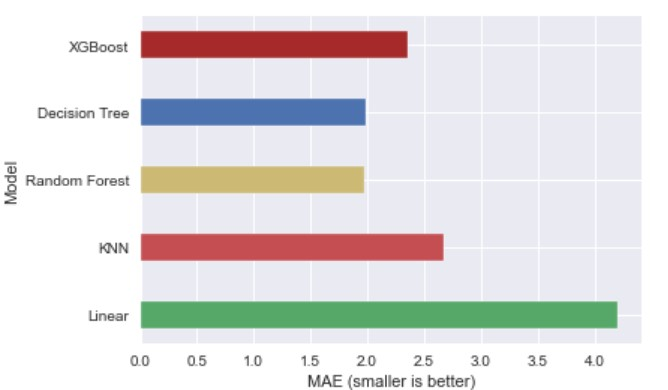 XGBoost
Decision Tree
Random Forest
KNN
Linear
Model
0.0 0.5 1.0 1.5 2.0 2.5 3.0 3.5 4.0
MAE (smaller is better)